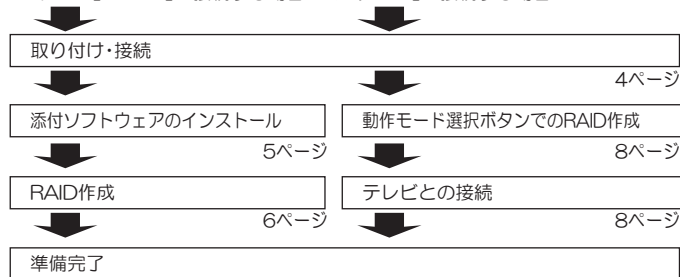 取り付け・接続
4ページ
添付ソフトウェアのインストール
5ページ
動作モード選択ボタンでのRAID作成
8ページ
RAID作成
6ページ
テレビとの接続
8ページ
準備完了